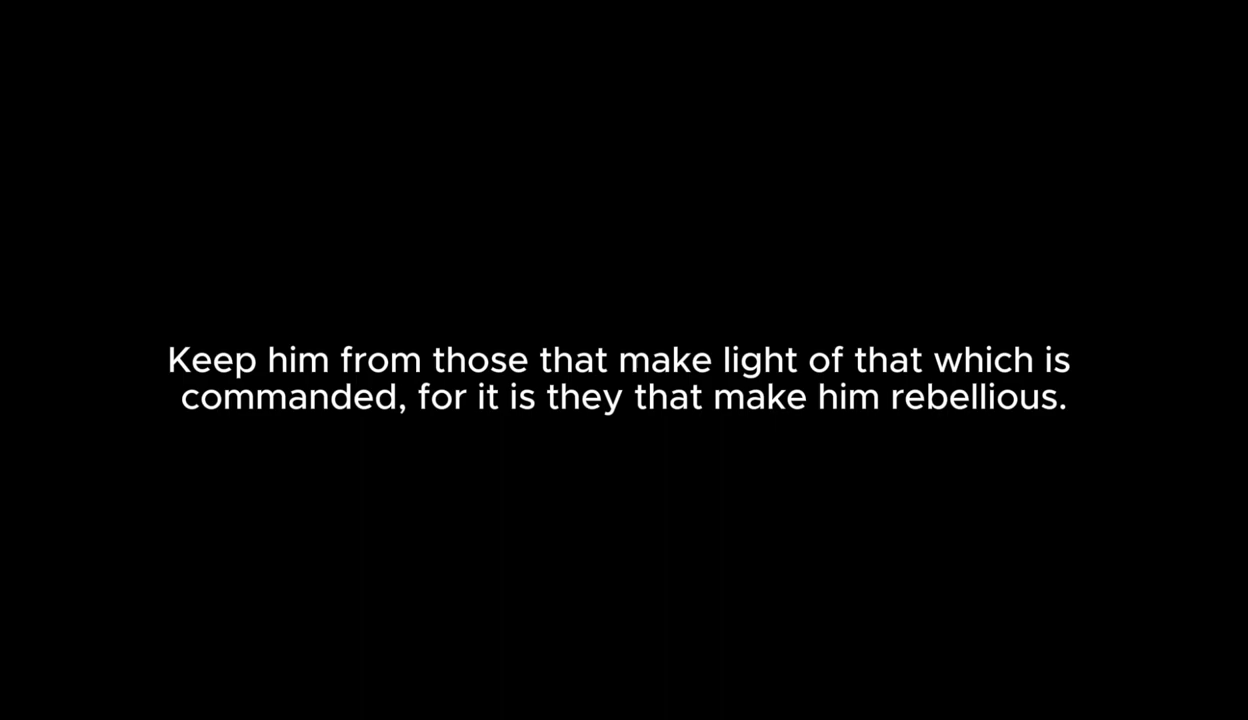 Keep him from those that make light of that which is
commanded, for it is they that make him rebellious.